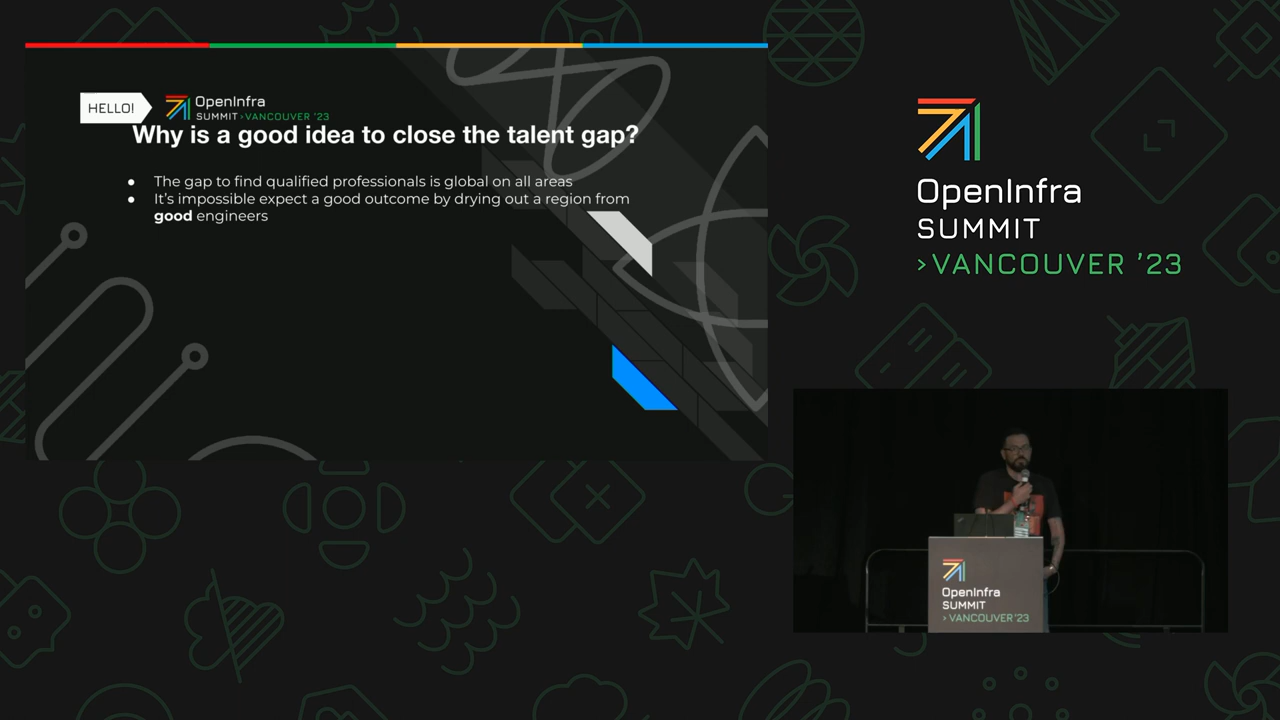 HELLO!
OpenInfra
SUMMIT >VANCOUVER '23
Why is a good idea to close the talent gap?
● The gap to find qualified professionals is global on all areas
● It’s impossible expect a good outcome by drying out a region from
good engineers
OpenInfra
SUMMIT
>VANCOUVER '23
OpenInfra
SUMMIT
>VANCOUVER '23